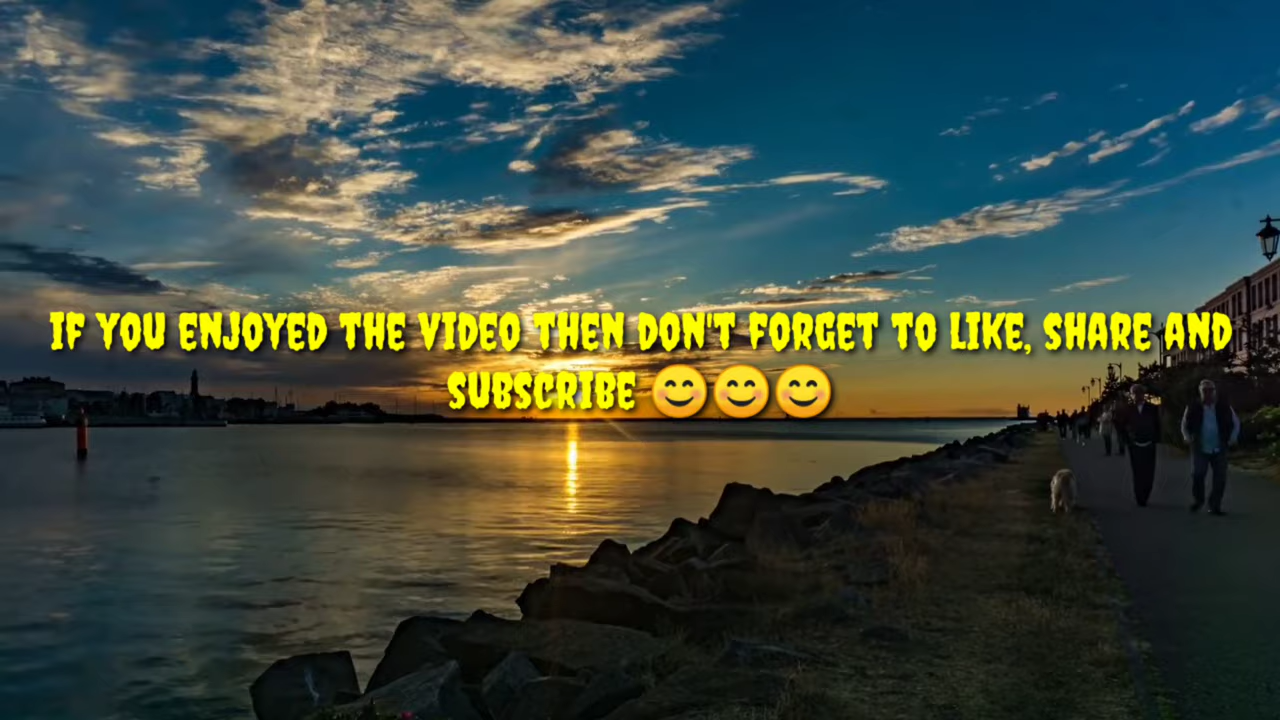 IF YOU ENJOYED THE VIDEO THEN DON'T FORGET TO LIKE, SHARE AND
SUBSCRIBE 😊😊😊